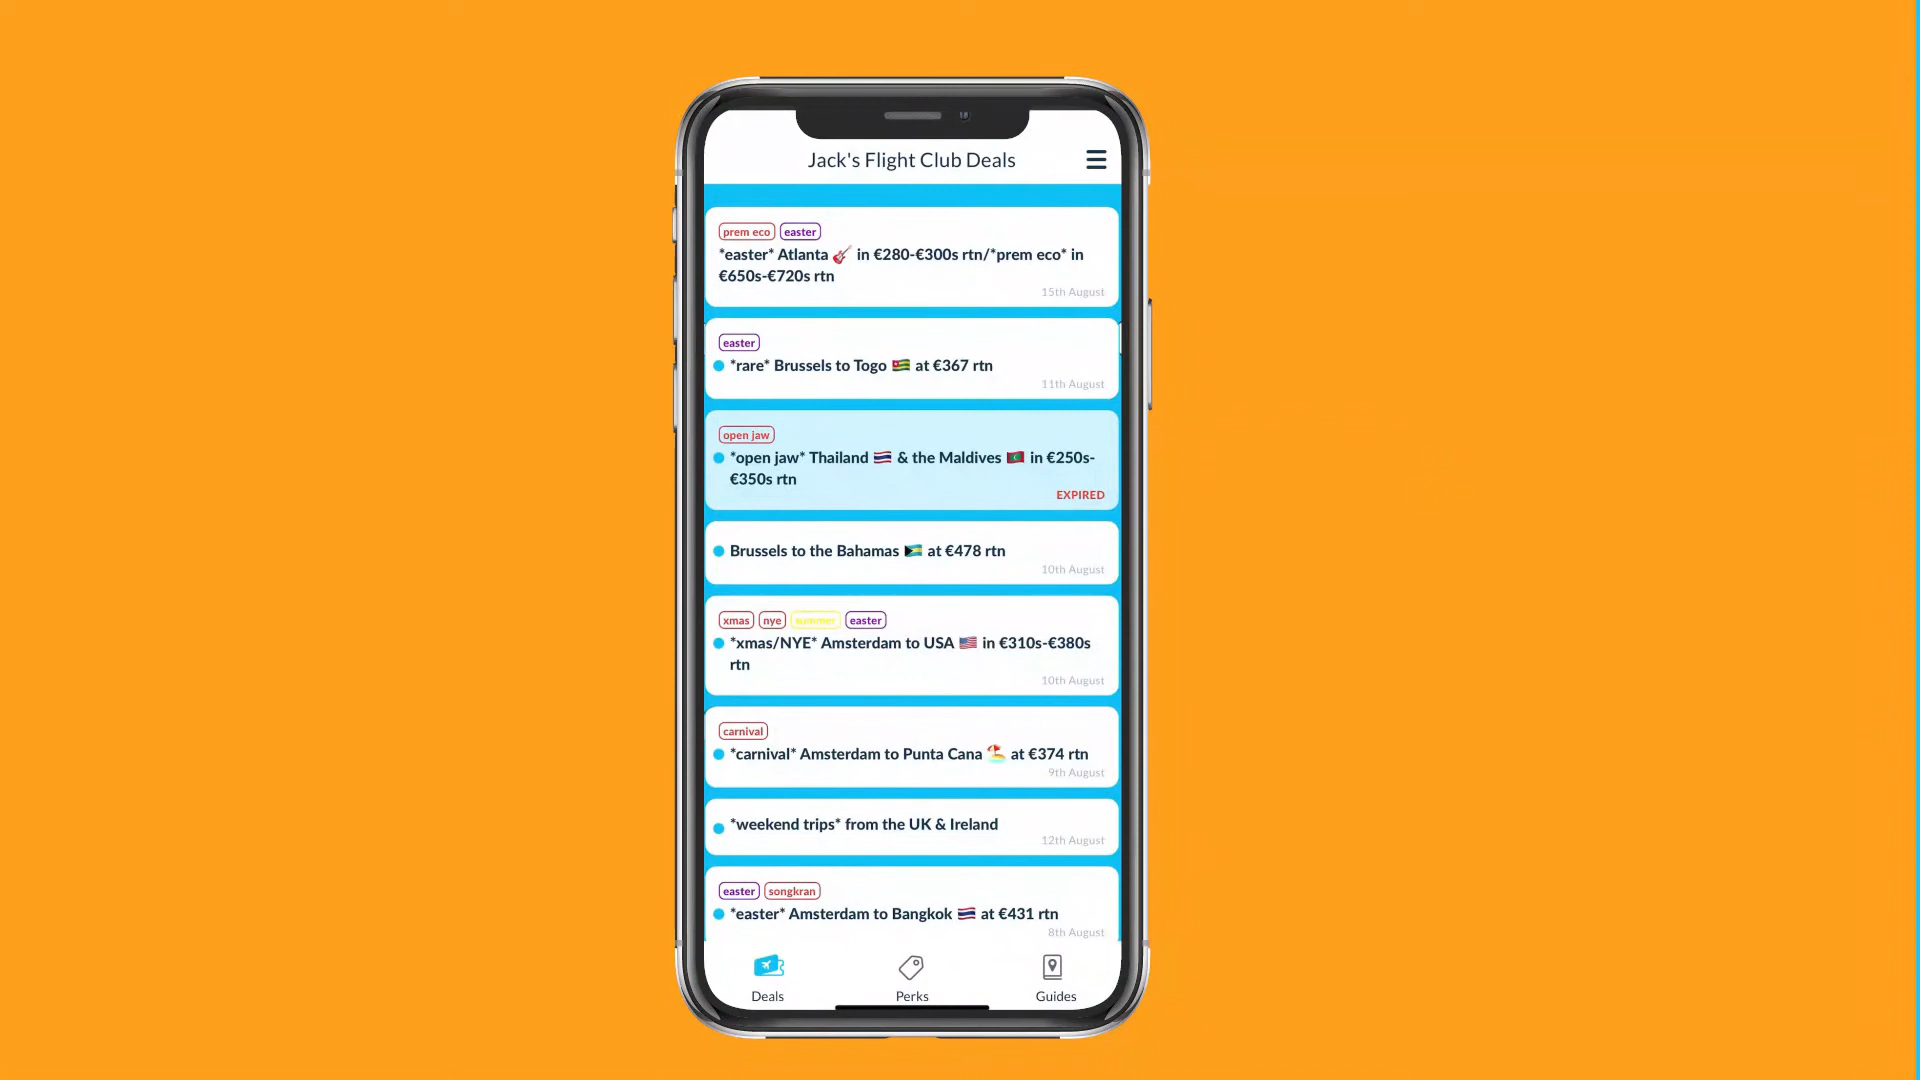 Jack's Flight Club Deals
prem eco easter
*easter* Atlanta 🎸 in €280-€300s rtn/*prem eco* in
€650s-€720s rtn
15th August
easter
*rare* Brussels to Togo 🇹🇬 at €367 rtn
11th August
open jaw
*open jaw* Thailand 🇹🇭 & the Maldives 🇲🇻 in €250s-
€350s rtn
EXPIRED
Brussels to the Bahamas 🇧🇸 at €478 rtn
10th August
xmas nye summer easter
*xmas/NYE* Amsterdam to USA 🇺🇸 in €310s-€380s
rtn
10th August
carnival
*carnival* Amsterdam to Punta Cana 🏖️ at €374 rtn
9th August
*weekend trips* from the UK & Ireland
12th August
easter songkran
*easter* Amsterdam to Bangkok 🇹🇭 at €431 rtn
8th August
Deals Perks Guides